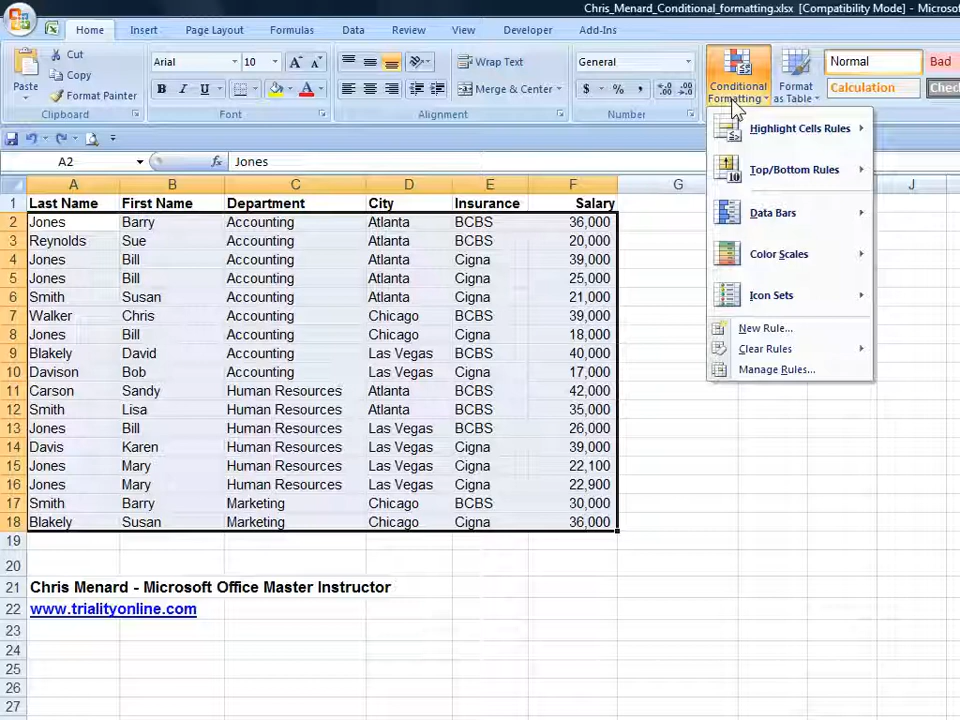 Chris_Menard_Conditional_formatting.xlsx [Compatibility Mode] - Microso
Home Insert Page Layout Formulas Data Review View Developer Add-Ins
Paste Cut Copy Format Painter
Arial 10 B I U A
Wrap Text Merge & Center
General $ % ,
Conditional Formatting Format as Table Normal Bad Calculation Check
Clipboard Font Alignment Number
A2 fx Jones
A B C D E F G J
1 Last Name First Name Department City Insurance Salary
2 Jones Barry Accounting Atlanta BCBS 36,000
3 Reynolds Sue Accounting Atlanta BCBS 20,000
4 Jones Bill Accounting Atlanta Cigna 39,000
5 Jones Bill Accounting Atlanta Cigna 25,000
6 Smith Susan Accounting Atlanta Cigna 21,000
7 Walker Chris Accounting Chicago BCBS 39,000
8 Jones Bill Accounting Chicago Cigna 18,000
9 Blakely David Accounting Las Vegas BCBS 40,000
10 Davison Bob Accounting Las Vegas BCBS 17,000
11 Carson Sandy Human Resources Atlanta BCBS 42,000
12 Smith Lisa Human Resources Atlanta BCBS 35,000
13 Jones Bill Human Resources Las Vegas BCBS 26,000
14 Davis Karen Human Resources Las Vegas Cigna 39,000
15 Jones Mary Human Resources Las Vegas Cigna 22,100
16 Jones Mary Human Resources Las Vegas Cigna 22,900
17 Smith Barry Marketing Chicago BCBS 30,000
18 Blakely Susan Marketing Chicago Cigna 36,000
19
20
21 Chris Menard - Microsoft Office Master Instructor
22 www.trialityonline.com
23
24
25
26
27
Highlight Cells Rules
Top/Bottom Rules
Data Bars
Color Scales
Icon Sets
New Rule...
Clear Rules
Manage Rules...